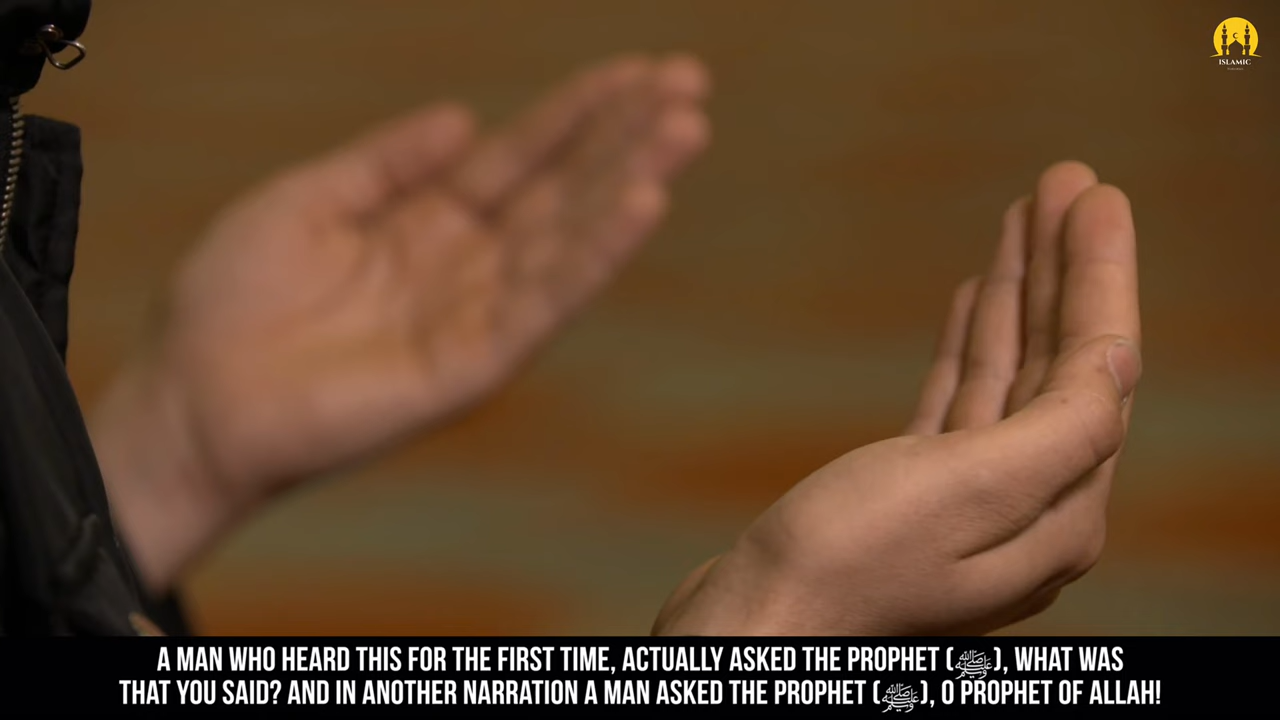 ISLAMIC
A MAN WHO HEARD THIS FOR THE FIRST TIME, ACTUALLY ASKED THE PROPHET (ﷺ), WHAT WAS
THAT YOU SAID? AND IN ANOTHER NARRATION A MAN ASKED THE PROPHET (ﷺ), O PROPHET OF ALLAH!